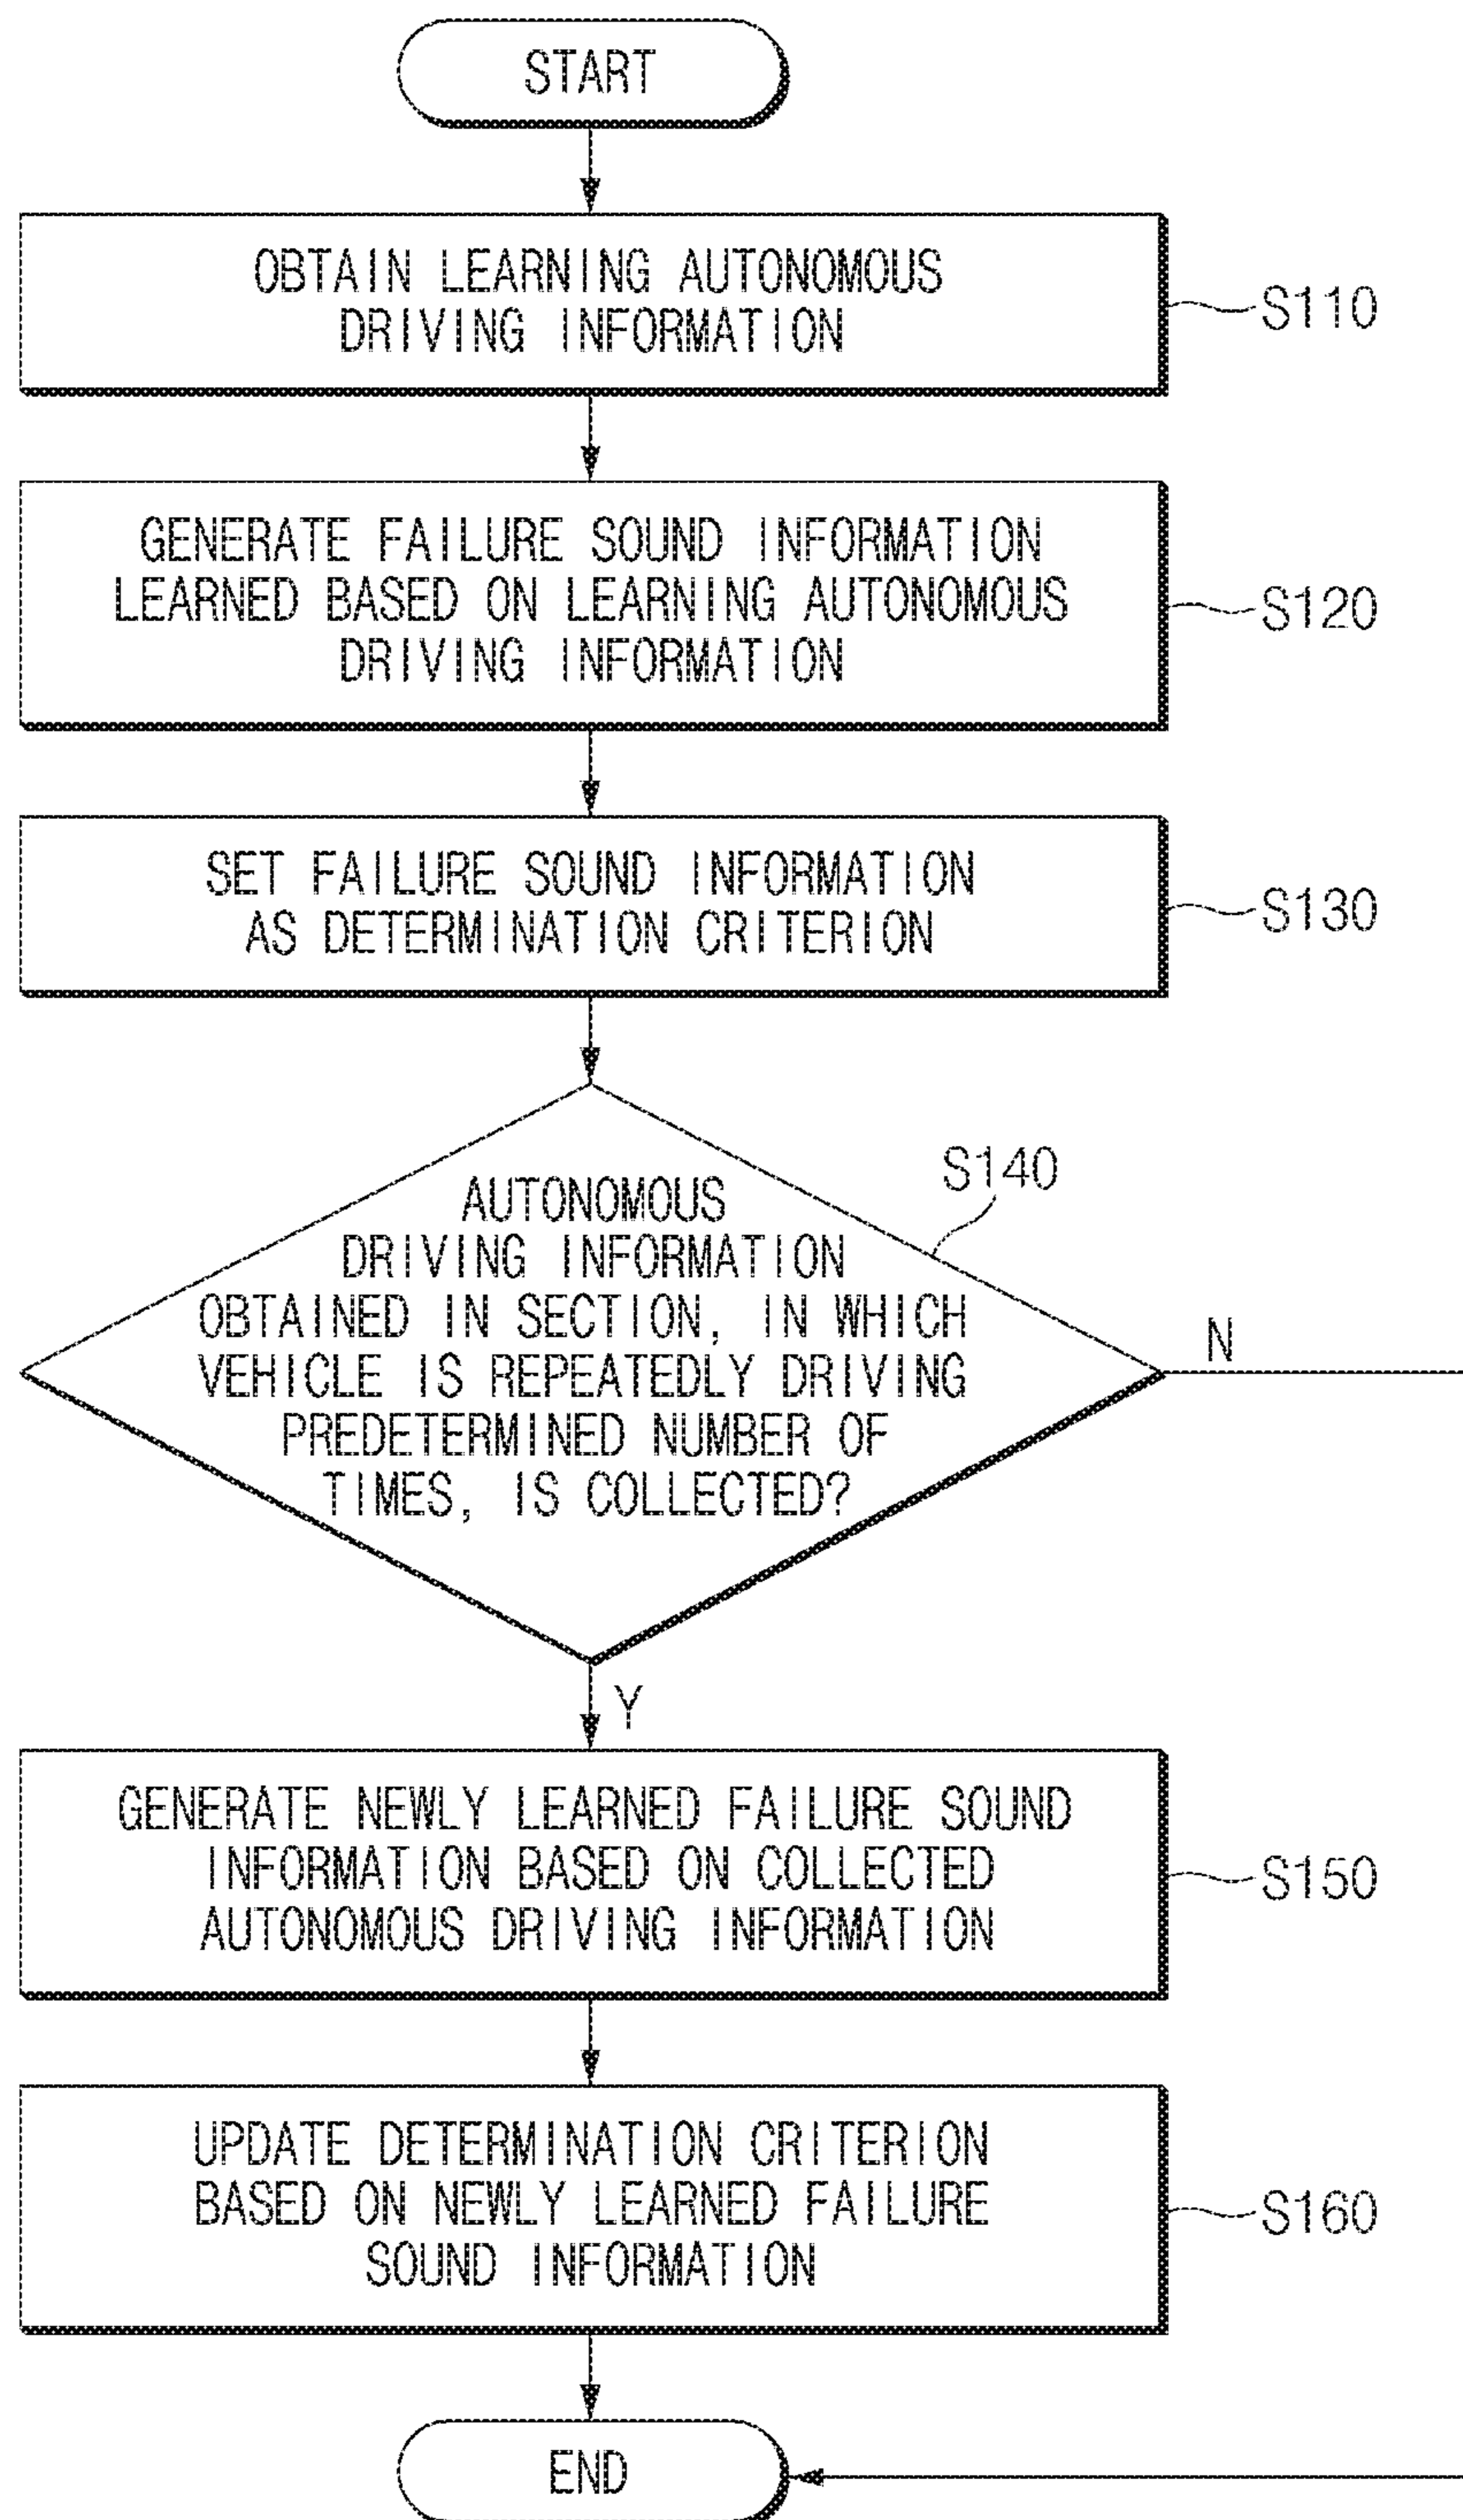 START
OBTAIN LEARNING AUTONOMOUS
DRIVING INFORMATION
S110
GENERATE FAILURE SOUND INFORMATION
LEARNED BASED ON LEARNING AUTONOMOUS
DRIVING INFORMATION
S120
SET FAILURE SOUND INFORMATION
AS DETERMINATION CRITERION
S130
S140
AUTONOMOUS
DRIVING INFORMATION
OBTAINED IN SECTION, IN WHICH
VEHICLE IS REPEATEDLY DRIVING
PREDETERMINED NUMBER OF
TIMES, IS COLLECTED?
N
Y
GENERATE NEWLY LEARNED FAILURE SOUND
INFORMATION BASED ON COLLECTED
AUTONOMOUS DRIVING INFORMATION
S150
UPDATE DETERMINATION CRITERION
BASED ON NEWLY LEARNED FAILURE
SOUND INFORMATION
S160
END